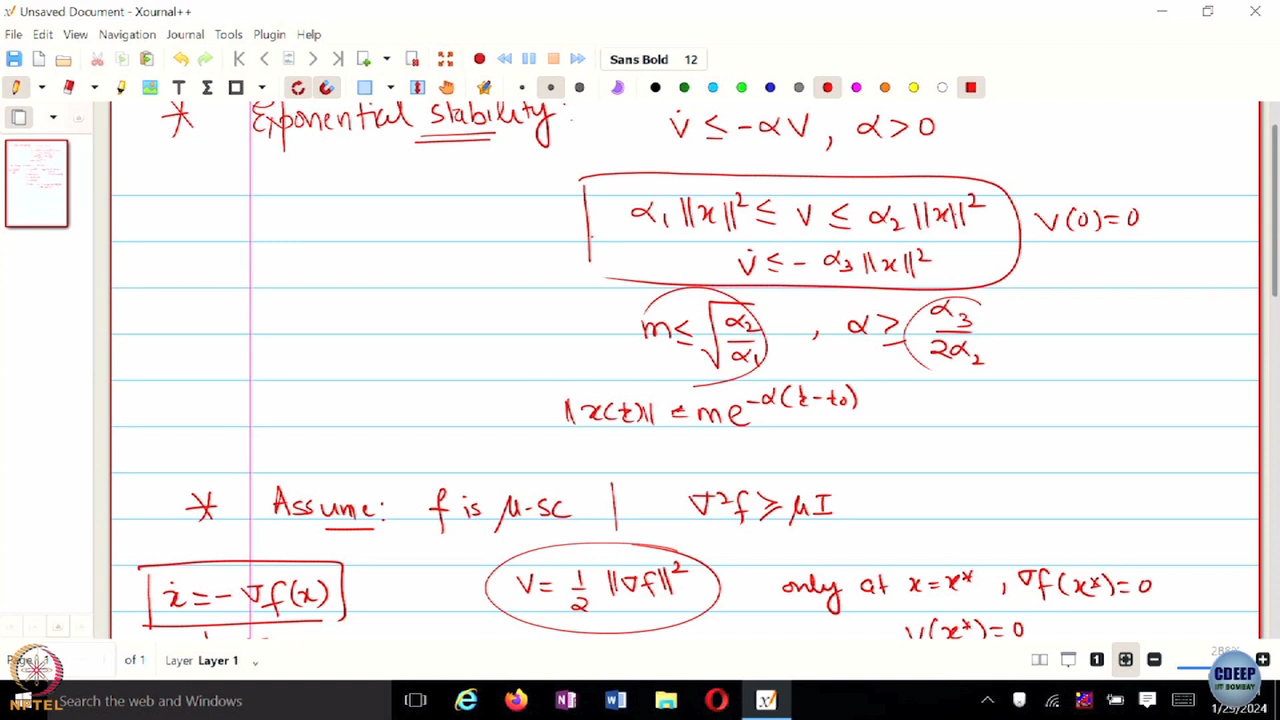 Unsaved Document - Xournal++
File Edit View Navigation Journal Tools Plugin Help
Sans Bold 12
* Exponential stability: V̇ ≤ -αV, α > 0
α₁ ||x||² ≤ V ≤ α₂ ||x||² V(0)=0
V̇ ≤ - α₃ ||x||²
m ≤ √(α₂/α₁) , α ≥ α₃/2α₂
||x(t)|| ≤ m e^{-α(t-t₀)}
* Assume: f is μ-sc | ∇²f ≥ μI
ẋ = -∇f(x) V = 1/2 ||∇f||² only at x = x*, ∇f(x*) = 0
V(x*) = 0
Page 1 of 1 Layer Layer 1 288%
NPTEL
Search the web and Windows
CDEEP
IIT BOMBAY
1/29/2024